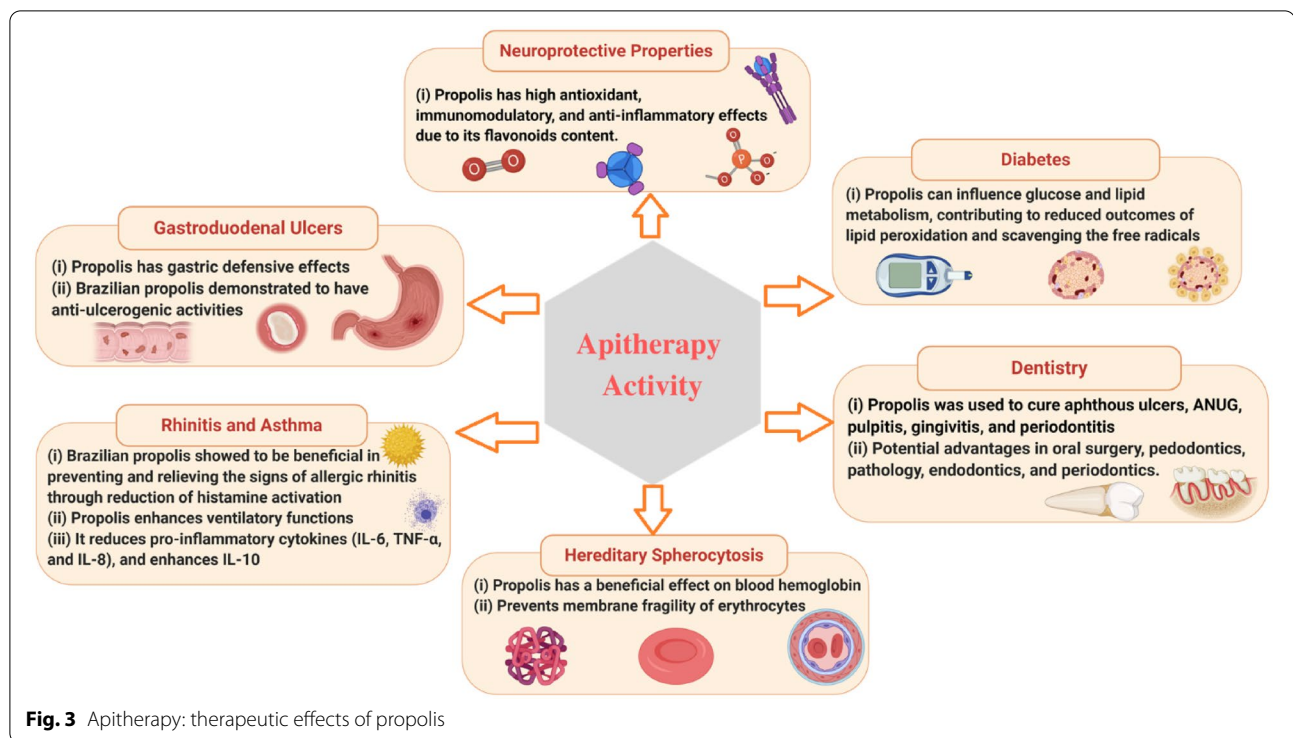 Neuroprotective Properties
(i) Propolis has high antioxidant,
immunomodulatory, and anti-inflammatory effects
due to its flavonoids content.
O
O
P
O
O
O
O
Diabetes
(i) Propolis can influence glucose and lipid
metabolism, contributing to reduced outcomes of
lipid peroxidation and scavenging the free radicals
Gastroduodenal Ulcers
(i) Propolis has gastric defensive effects
(ii) Brazilian propolis demonstrated to have
anti-ulcerogenic activities
Apitherapy
Activity
Dentistry
(i) Propolis was used to cure aphthous ulcers, ANUG,
pulpitis, gingivitis, and periodontitis
(ii) Potential advantages in oral surgery, pedodontics,
pathology, endodontics, and periodontics.
Rhinitis and Asthma
(i) Brazilian propolis showed to be beneficial in
preventing and relieving the signs of allergic rhinitis
through reduction of histamine activation
(ii) Propolis enhances ventilatory functions
(iii) It reduces pro-inflammatory cytokines (IL-6, TNF-α,
and IL-8), and enhances IL-10
Hereditary Spherocytosis
(i) Propolis has a beneficial effect on blood hemoglobin
(ii) Prevents membrane fragility of erythrocytes
Fig. 3 Apitherapy: therapeutic effects of propolis